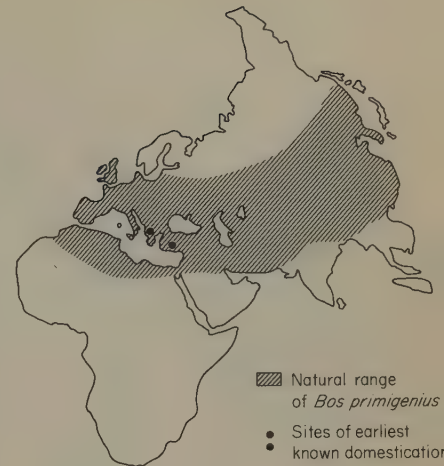 Natural range
of Bos primigenius
Sites of earliest
known domestication